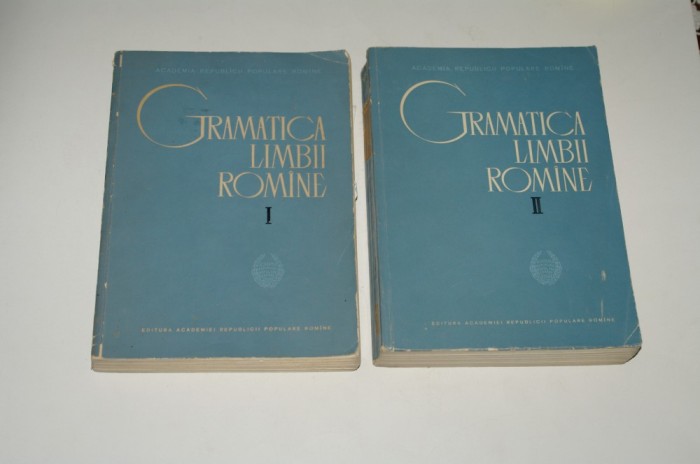 ACADEMIA REPUBLICII POPULARE ROMÎNE
GRAMATICA
LIMBII
ROMÎNE
I
EDITURA ACADEMIEI REPUBLICII POPULARE ROMÎNE
ACADEMIA REPUBLICII POPULARE ROMÎNE
GRAMATICA
LIMBII
ROMÎNE
II
EDITURA ACADEMIEI REPUBLICII POPULARE ROMÎNE